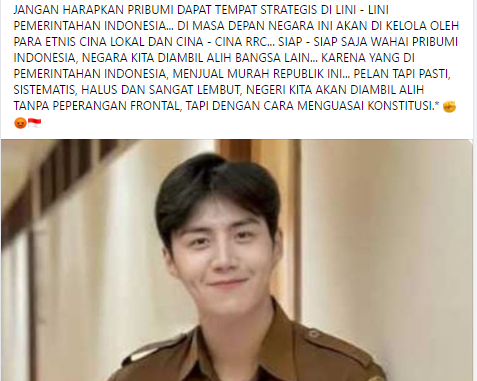 JANGAN HARAPKAN PRIBUMI DAPAT TEMPAT STRATEGIS DI LINI - LINI
PEMERINTAHAN INDONESIA... DI MASA DEPAN NEGARA INI AKAN DI KELOLA OLEH
PARA ETNIS CINA LOKAL DAN CINA - CINA RRC... SIAP - SIAP SAJA WAHAI PRIBUMI
INDONESIA, NEGARA KITA DIAMBIL ALIH BANGSA LAIN... KARENA YANG DI
PEMERINTAHAN INDONESIA, MENJUAL MURAH REPUBLIK INI... PELAN TAPI PASTI,
SISTEMATIS, HALUS DAN SANGAT LEMBUT, NEGERI KITA AKAN DIAMBIL ALIH
TANPA PEPERANGAN FRONTAL, TAPI DENGAN CARA MENGUASAI KONSTITUSI.* ✊
😡🇮🇩